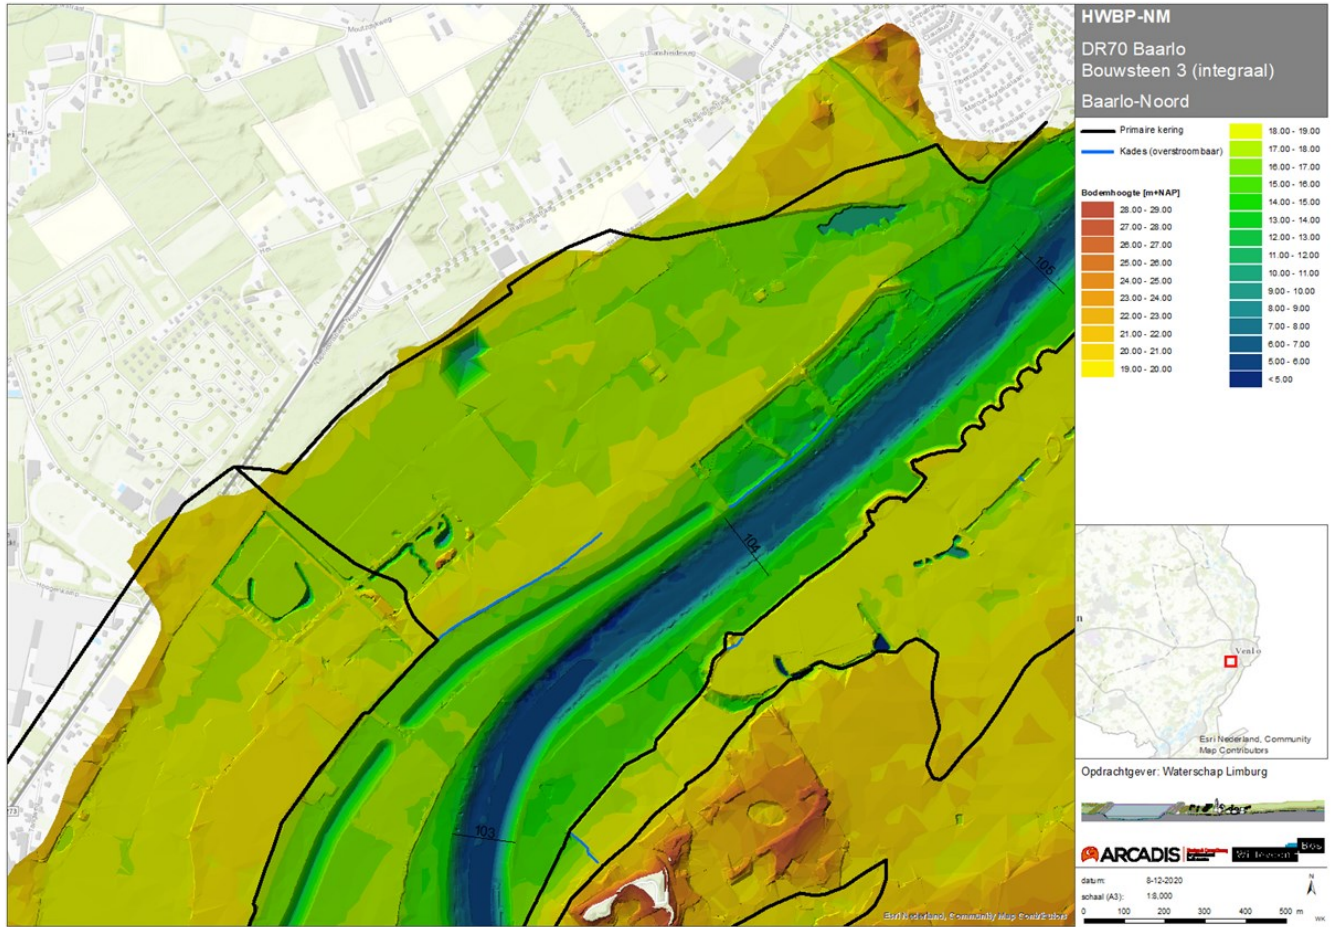 HWBP-NM
DR70 Baarlo
Bouwsteen 3 (integraal)
Baarlo-Noord
Primaire kering
Kades (overstroombaar)
Bodemhoogte [m+NAP]
28.00 - 29.00
27.00 - 28.00
26.00 - 27.00
25.00 - 26.00
24.00 - 25.00
23.00 - 24.00
22.00 - 23.00
21.00 - 22.00
20.00 - 21.00
19.00 - 20.00
18.00 - 19.00
17.00 - 18.00
16.00 - 17.00
15.00 - 16.00
14.00 - 15.00
13.00 - 14.00
12.00 - 13.00
11.00 - 12.00
10.00 - 11.00
9.00 - 10.00
8.00 - 9.00
7.00 - 8.00
6.00 - 7.00
5.00 - 6.00
< 5.00
105
104
103
Venlo
Esri Nederland, Community
Map Contributors
Opdrachtgever: Waterschap Limburg
ARCADIS
Bos
datum: 8-12-2020
schaal (A3): 1:8,000
N
0 100 200 300 400 500 m
WK
Esri Nederland, Community Map Contributors